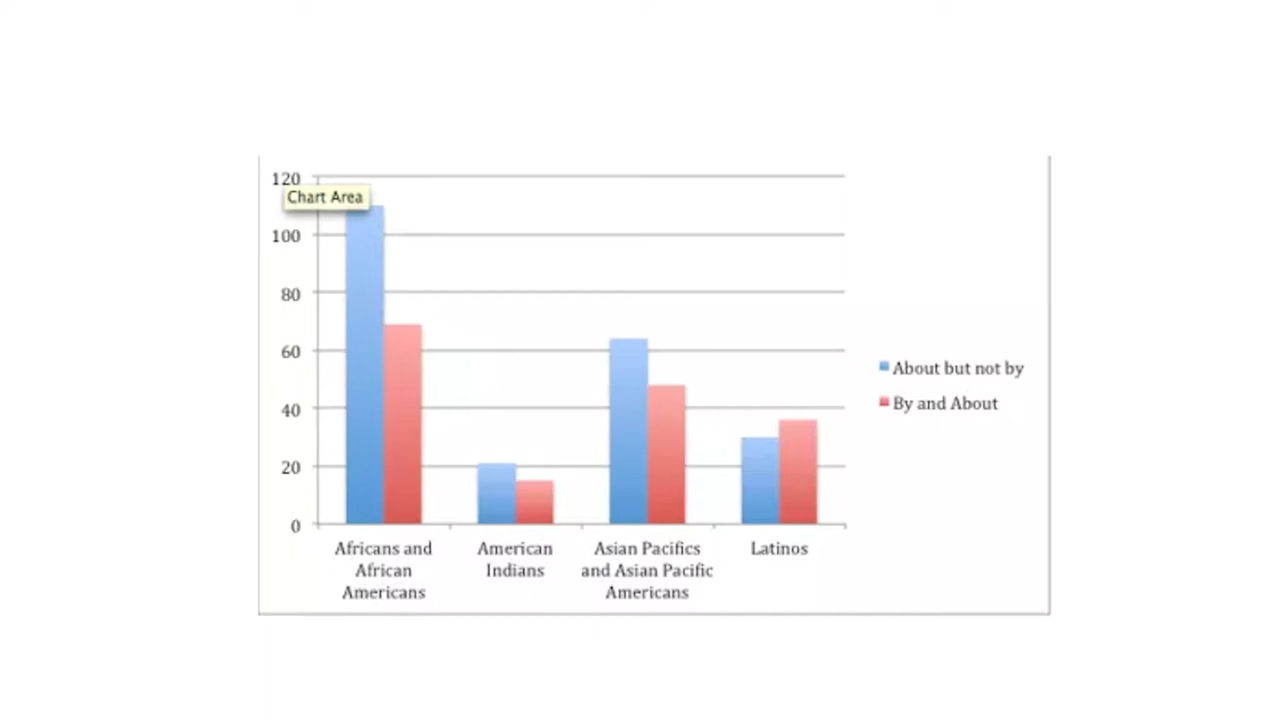 120
Chart Area
100
80
60
40
20
0
Africans and
African
Americans
American
Indians
Asian Pacifics
and Asian Pacific
Americans
Latinos
About but not by
By and About